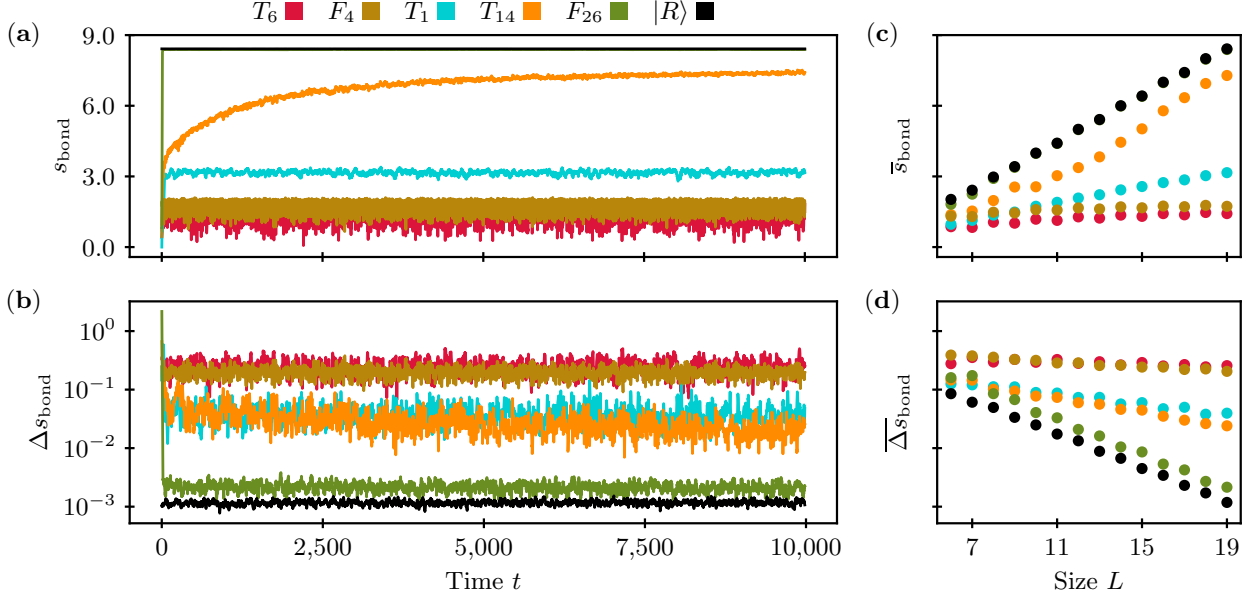 T₆ F₄ T₁ T₁₄ F₂₆ |R⟩
(a)
9.0
6.0
3.0
0.0
s_bond
(c)
s̅_bond
(b)
10⁰
10⁻¹
10⁻²
10⁻³
Δs_bond
0 2,500 5,000 7,500 10,000
Time t
(d)
Δ̅s_bond
7 11 15 19
Size L